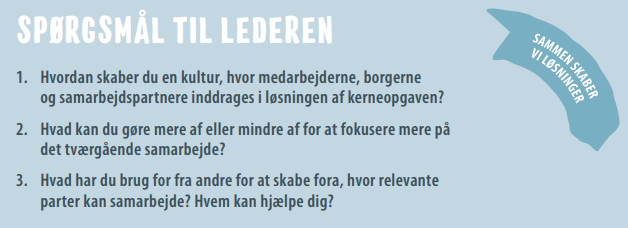 SPØRGSMÅL TIL LEDEREN
SAMMEN SKABER
VI LØSNINGER
1. Hvordan skaber du en kultur, hvor medarbejderne, borgerne
og samarbejdspartnere inddrages i løsningen af kerneopgaven?
2. Hvad kan du gøre mere af eller mindre af for at fokusere mere på
det tværgående samarbejde?
3. Hvad har du brug for fra andre for at skabe fora, hvor relevante
parter kan samarbejde? Hvem kan hjælpe dig?